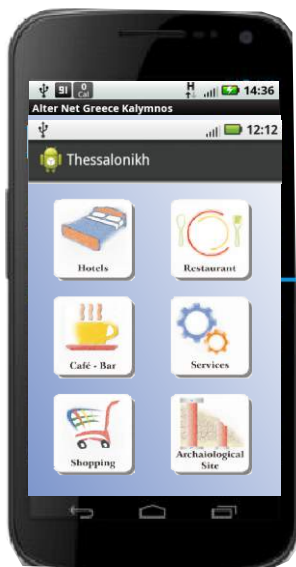 H 14:36
Alter Net Greece Kalymnos
12:12
Thessalonikh
Hotels Restaurant
Café - Bar Services
Shopping Archaiological
Site